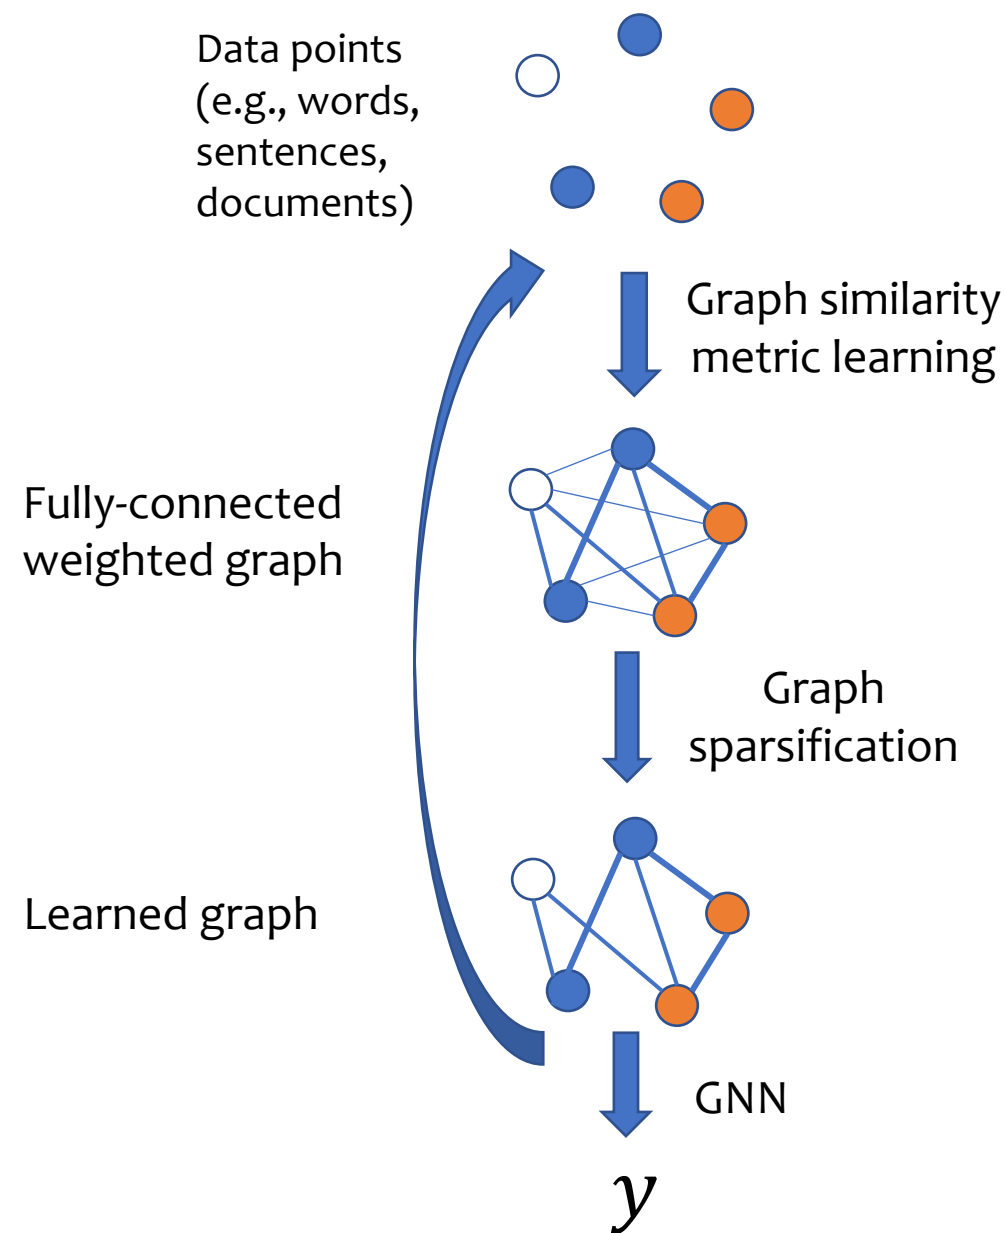 Data points
(e.g., words,
sentences,
documents)
Graph similarity
metric learning
Fully-connected
weighted graph
Graph
sparsification
Learned graph
GNN
y